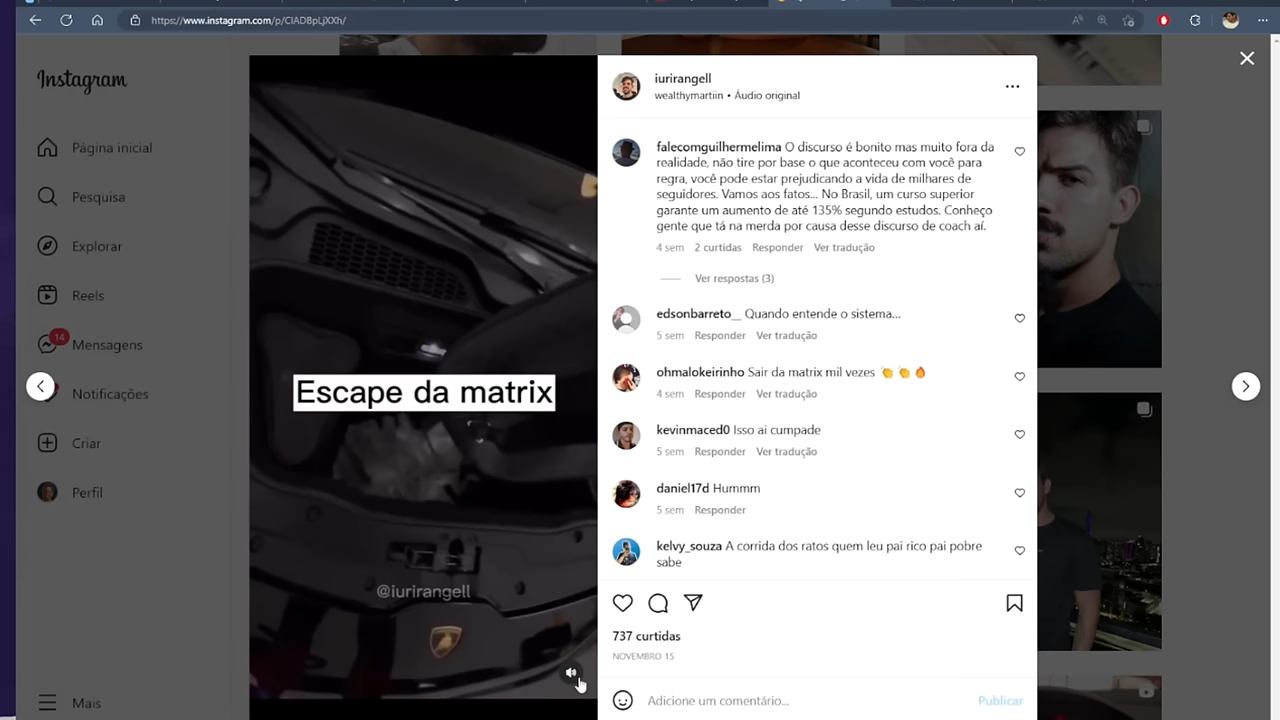 https://www.instagram.com/p/ClADBpLjXXh/
Instagram
Página inicial
Pesquisa
Explorar
Reels
14
Mensagens
Notificações
Criar
Perfil
Mais
Escape da matrix
@iurirangell
iurirangell
wealthymartiin • Áudio original
falecomguilhermelima O discurso é bonito mas muito fora da
realidade, não tire por base o que aconteceu com você para
regra, você pode estar prejudicando a vida de milhares de
seguidores. Vamos aos fatos... No Brasil, um curso superior
garante um aumento de até 135% segundo estudos. Conheço
gente que tá na merda por causa desse discurso de coach aí.
4 sem 2 curtidas Responder Ver tradução
Ver respostas (3)
edsonbarreto__ Quando entende o sistema...
5 sem Responder Ver tradução
ohmalokeirinho Sair da matrix mil vezes 👏👏🔥
4 sem Responder Ver tradução
kevinmaced0 Isso ai cumpade
5 sem Responder Ver tradução
daniel17d Hummm
5 sem Responder
kelvy_souza A corrida dos ratos quem leu pai rico pai pobre
sabe
737 curtidas
NOVEMBRO 15
Adicione um comentário...
Publicar